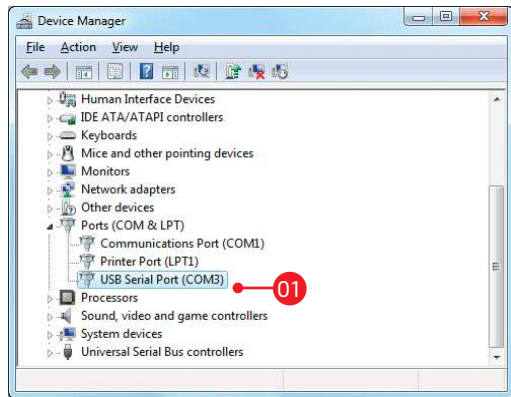 Device Manager
File Action View Help
Human Interface Devices
IDE ATA/ATAPI controllers
Keyboards
Mice and other pointing devices
Monitors
Network adapters
Other devices
Ports (COM & LPT)
Communications Port (COM1)
Printer Port (LPT1)
USB Serial Port (COM3)
01
Processors
Sound, video and game controllers
System devices
Universal Serial Bus controllers